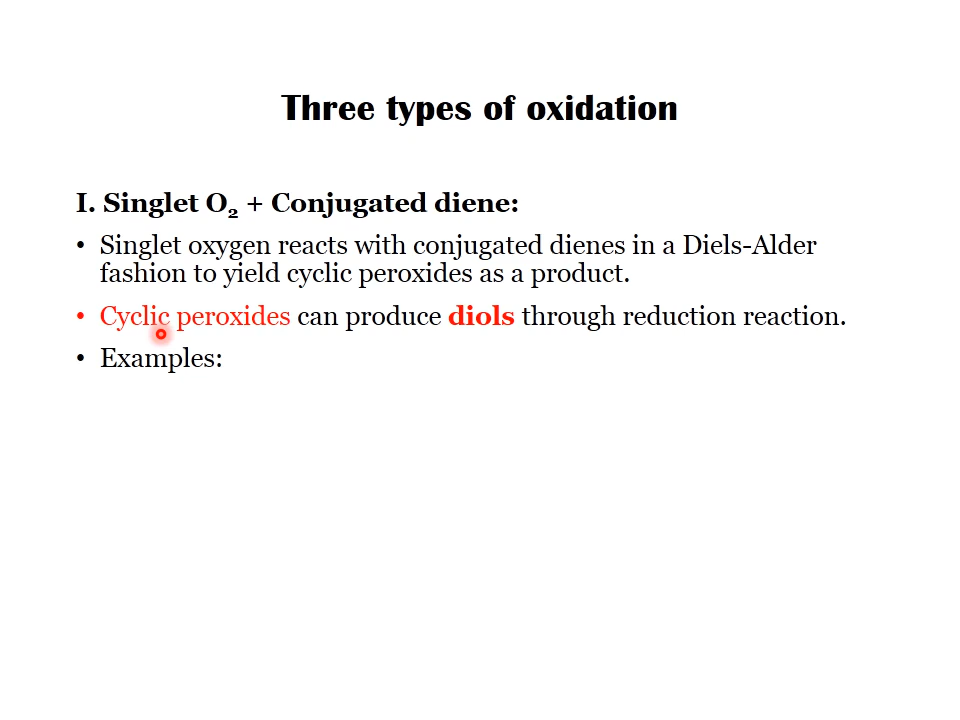 Three types of oxidation
I. Singlet O₂ + Conjugated diene:
• Singlet oxygen reacts with conjugated dienes in a Diels-Alder
fashion to yield cyclic peroxides as a product.
• Cyclic peroxides can produce diols through reduction reaction.
• Examples: